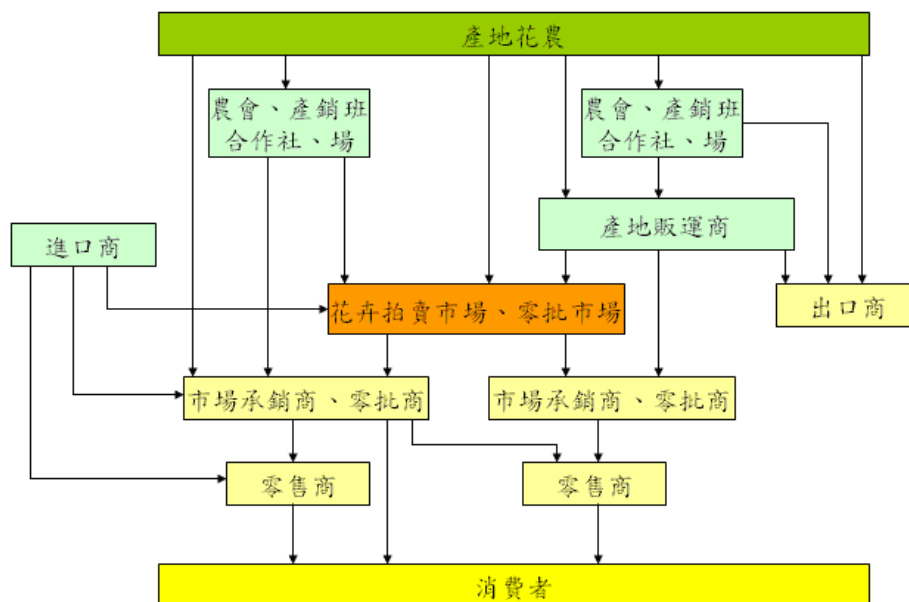 產地花農
農會、產銷班
合作社、場
農會、產銷班
合作社、場
產地販運商
進口商
花卉拍賣市場、零批市場
出口商
市場承銷商、零批商
市場承銷商、零批商
零售商
零售商
消費者